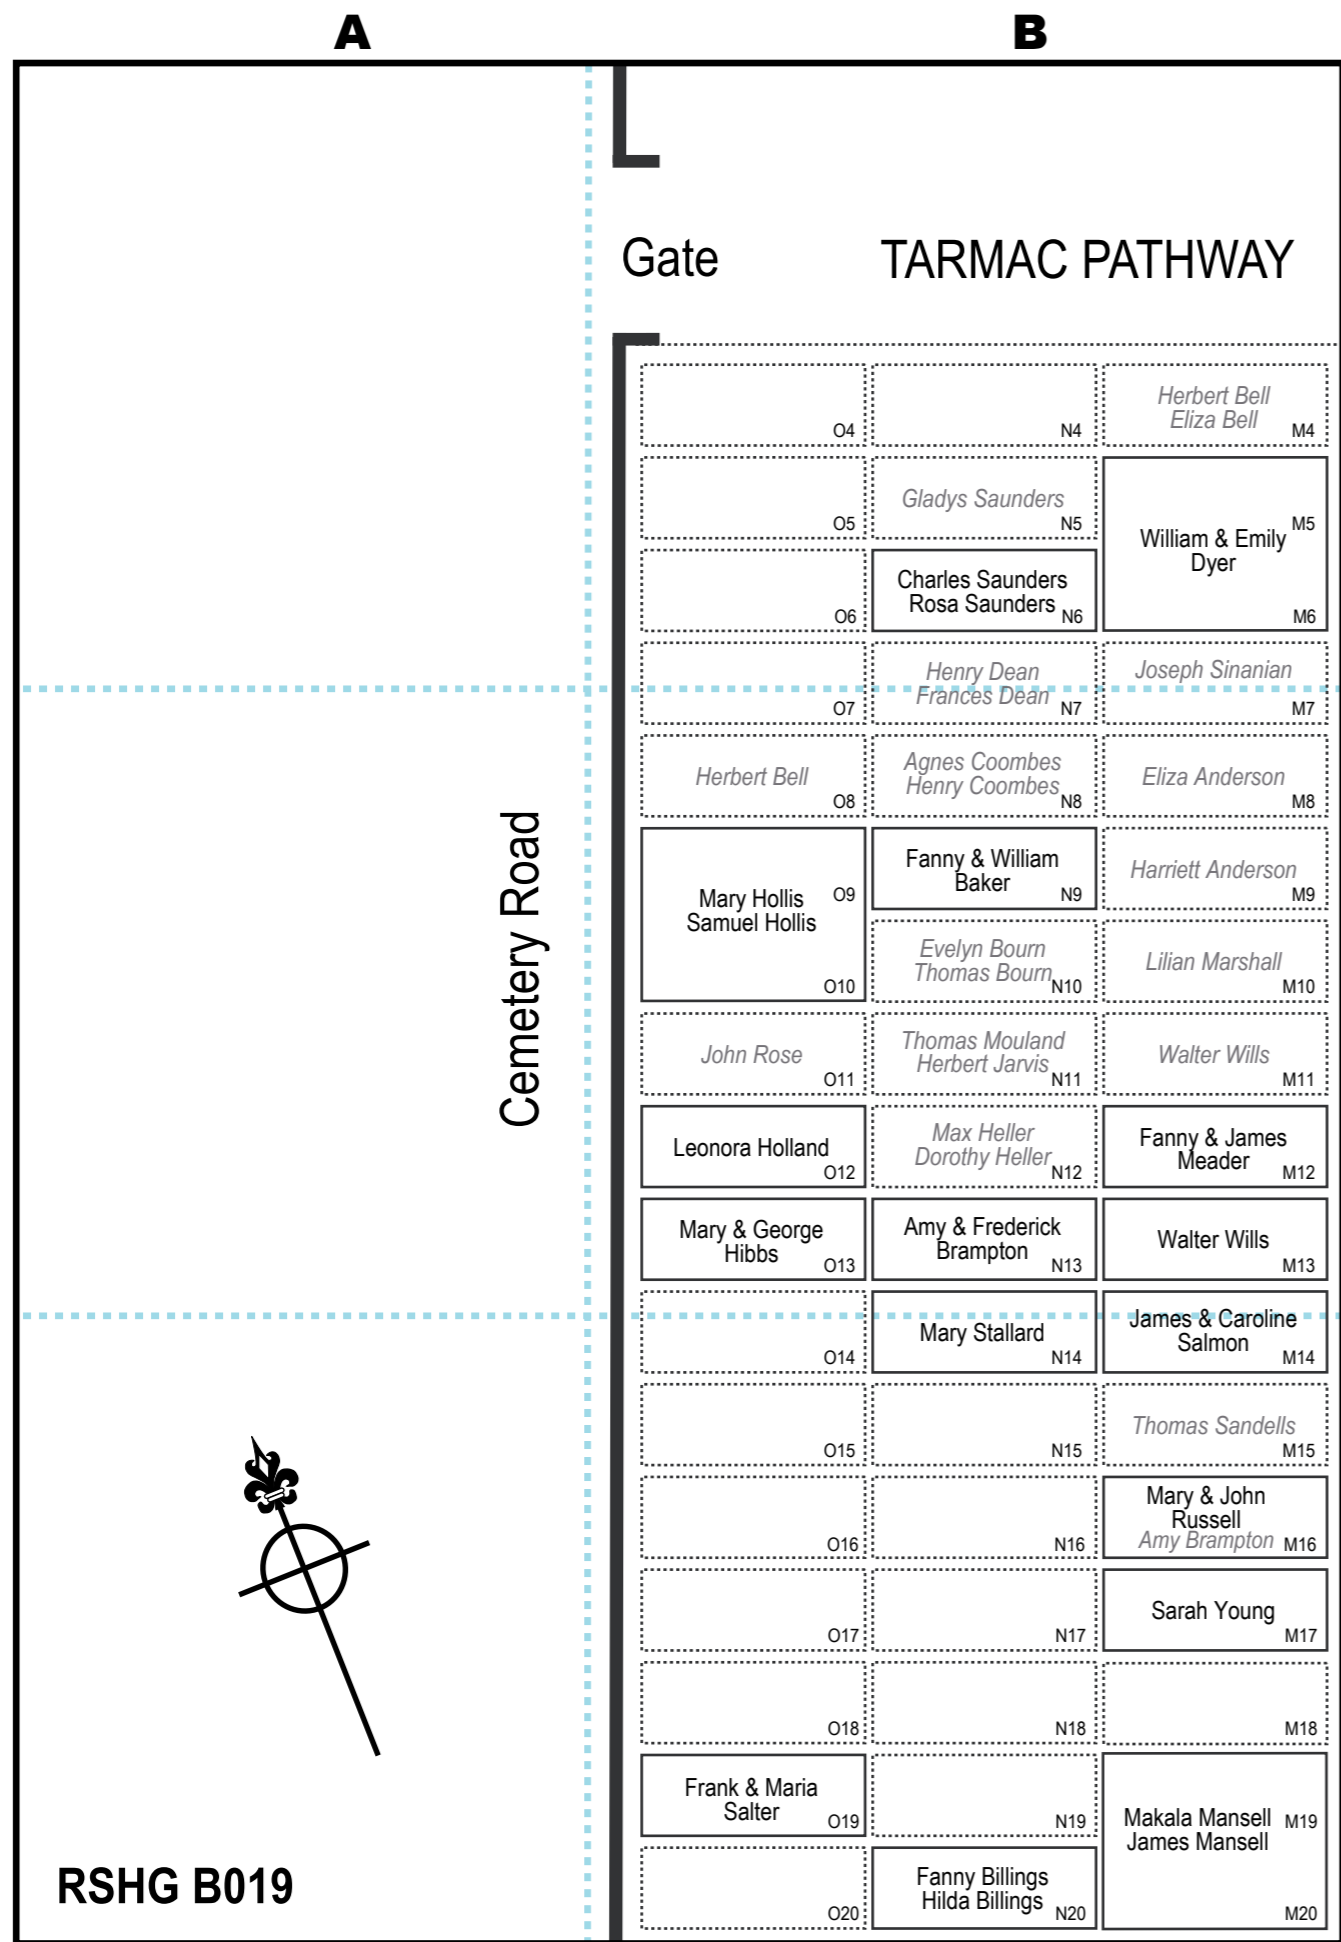 A
B
Gate
TARMAC PATHWAY
Cemetery Road
O4
N4
Herbert Bell
Eliza Bell
M4
O5
Gladys Saunders
N5
William & Emily
Dyer
M5
M6
O6
Charles Saunders
Rosa Saunders
N6
O7
Henry Dean
Frances Dean
N7
Joseph Sinanian
M7
Herbert Bell
O8
Agnes Coombes
Henry Coombes
N8
Eliza Anderson
M8
Mary Hollis
Samuel Hollis
O9
O10
Fanny & William
Baker
N9
Harriett Anderson
M9
Evelyn Bourn
Thomas Bourn
N10
Lilian Marshall
M10
John Rose
O11
Thomas Mouland
Herbert Jarvis
N11
Walter Wills
M11
Leonora Holland
O12
Max Heller
Dorothy Heller
N12
Fanny & James
Meader
M12
Mary & George
Hibbs
O13
Amy & Frederick
Brampton
N13
Walter Wills
M13
O14
Mary Stallard
N14
James & Caroline
Salmon
M14
O15
N15
Thomas Sandells
M15
O16
N16
Mary & John
Russell
Amy Brampton
M16
O17
N17
Sarah Young
M17
O18
N18
M18
Frank & Maria
Salter
O19
N19
Makala Mansell
James Mansell
M19
M20
O20
Fanny Billings
Hilda Billings
N20
RSHG B019